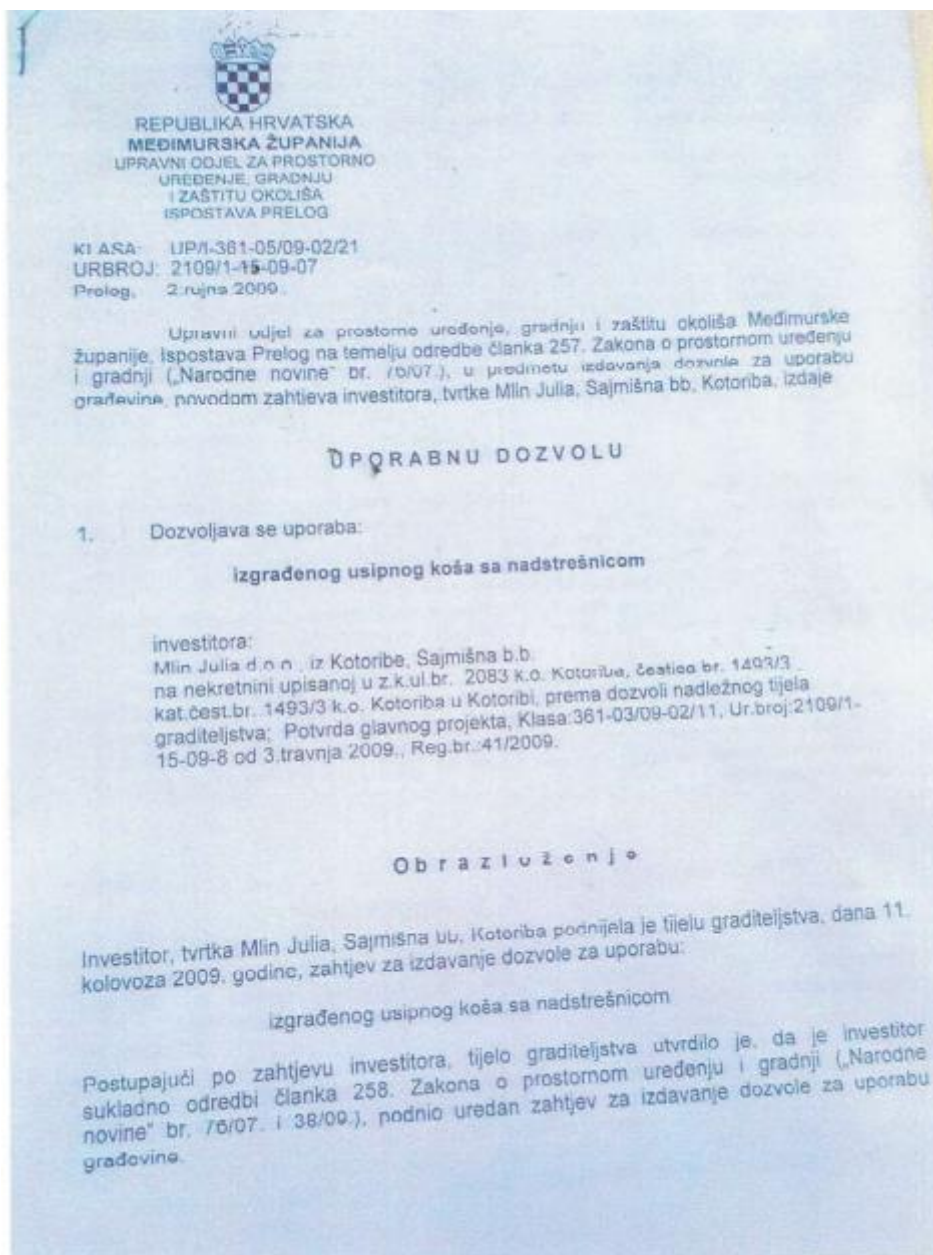 REPUBLIKA HRVATSKA
MEĐIMURSKA ŽUPANIJA
UPRAVNI ODJEL ZA PROSTORNO
UREĐENJE, GRADNJU
I ZAŠTITU OKOLIŠA
ISPOSTAVA PRELOG
KLASA: UP/I-361-05/09-02/21
URBROJ: 2109/1-15-09-07
Prelog, 2.rujna 2009.
Upravni odjel za prostorno uređenje, gradnju i zaštitu okoliša Međimurske
županije, Ispostava Prelog na temelju odredbe članka 257. Zakona o prostornom uređenju
i gradnji („Narodne novine" br. 76/07.), u predmetu izdavanja dozvole za uporabu
građevine, povodom zahtjeva investitora, tvrtke Mlin Julia, Sajmišna bb, Kotoriba, izdaje
UPORABNU DOZVOLU
1. Dozvoljava se uporaba:
izgrađenog usipnog koša sa nadstrešnicom
investitora:
Mlin Julia d.o.o., iz Kotoribe, Sajmišna b.b.
na nekretnini upisanoj u z.k.ul.br. 2083 k.o. Kotoriba, čestica br. 1493/3
kat.čest.br. 1493/3 k.o. Kotoriba u Kotoribi, prema dozvoli nadležnog tijela
graditeljstva; Potvrda glavnog projekta, Klasa:361-03/09-02/11, Ur.broj:2109/1-
15-09-8 od 3.travnja 2009., Reg.br.:41/2009.
Obrazloženje
Investitor, tvrtka Mlin Julia, Sajmišna bb, Kotoriba podnijela je tijelu graditeljstva, dana 11.
kolovoza 2009. godine, zahtjev za izdavanje dozvole za uporabu:
izgrađenog usipnog koša sa nadstrešnicom
Postupajući po zahtjevu investitora, tijelo graditeljstva utvrdilo je, da je investitor
sukladno odredbi članka 258. Zakona o prostornom uređenju i gradnji („Narodne
novine" br. 76/07. i 38/09.), podnio uredan zahtjev za izdavanje dozvole za uporabu
građevine.